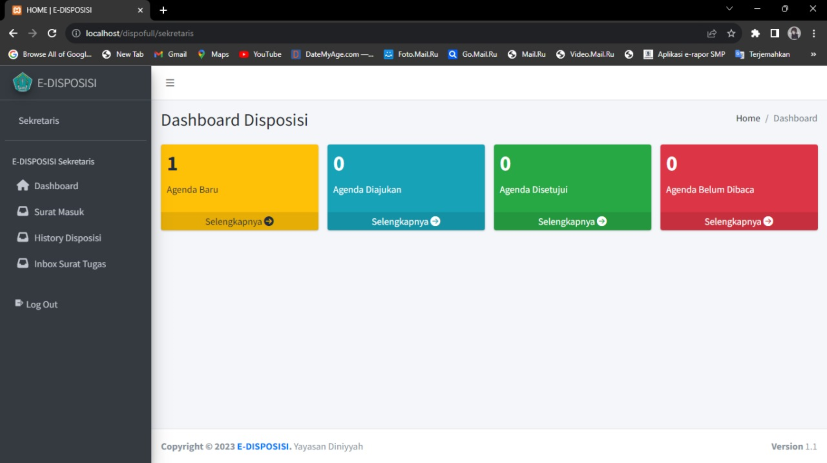 HOME | E-DISPOSISI
localhost/dispofull/sekretaris
Browse All of Googl... New Tab Gmail Maps YouTube DateMyAge.com —... Foto.Mail.Ru Go.Mail.Ru Mail.Ru Video.Mail.Ru Aplikasi e-rapor SMP Terjemahkan »
E-DISPOSISI
Sekretaris
E-DISPOSISI Sekretaris
Dashboard
Surat Masuk
History Disposisi
Inbox Surat Tugas
Log Out
Dashboard Disposisi
Home / Dashboard
1
Agenda Baru
Selengkapnya
0
Agenda Diajukan
Selengkapnya
0
Agenda Disetujui
Selengkapnya
0
Agenda Belum Dibaca
Selengkapnya
Copyright © 2023 E-DISPOSISI. Yayasan Diniyyah
Version 1.1